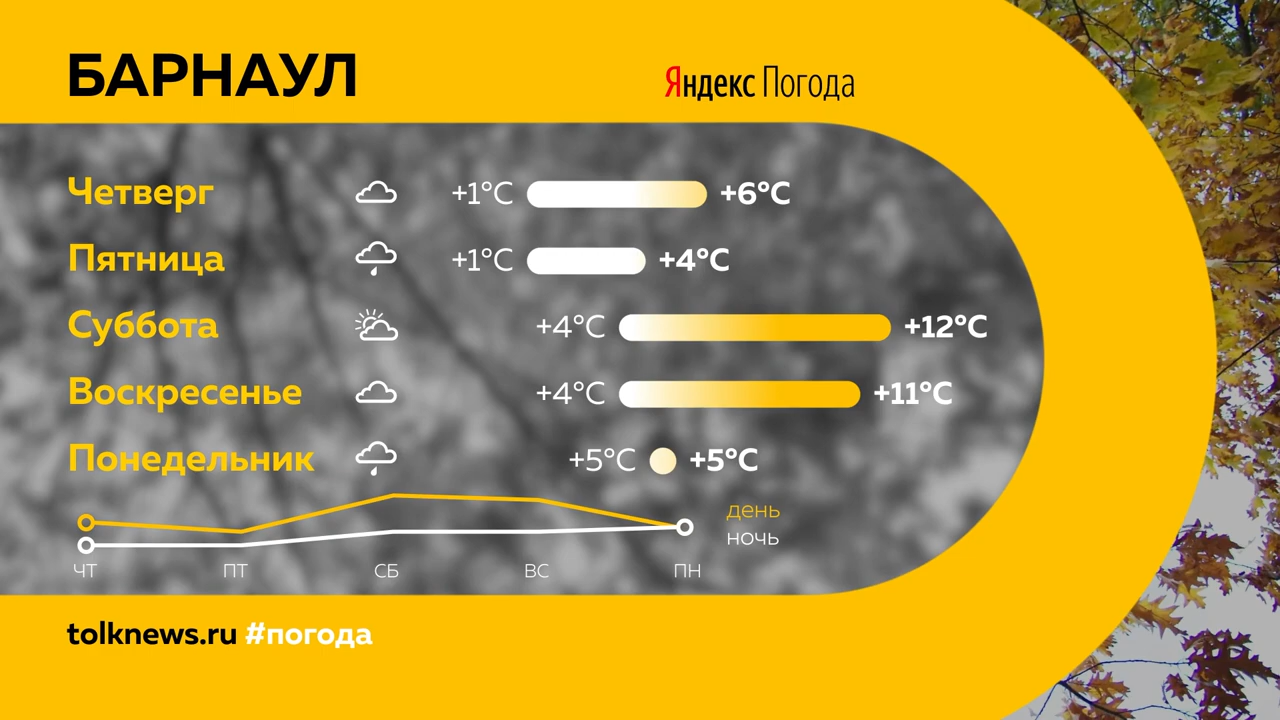 БАРНАУЛ
Яндекс Погода
Четверг +1°C +6°C
Пятница +1°C +4°C
Суббота +4°C +12°C
Воскресенье +4°C +11°C
Понедельник +5°C +5°C
день
ночь
ЧТ ПТ СБ ВС ПН
tolknews.ru #погода